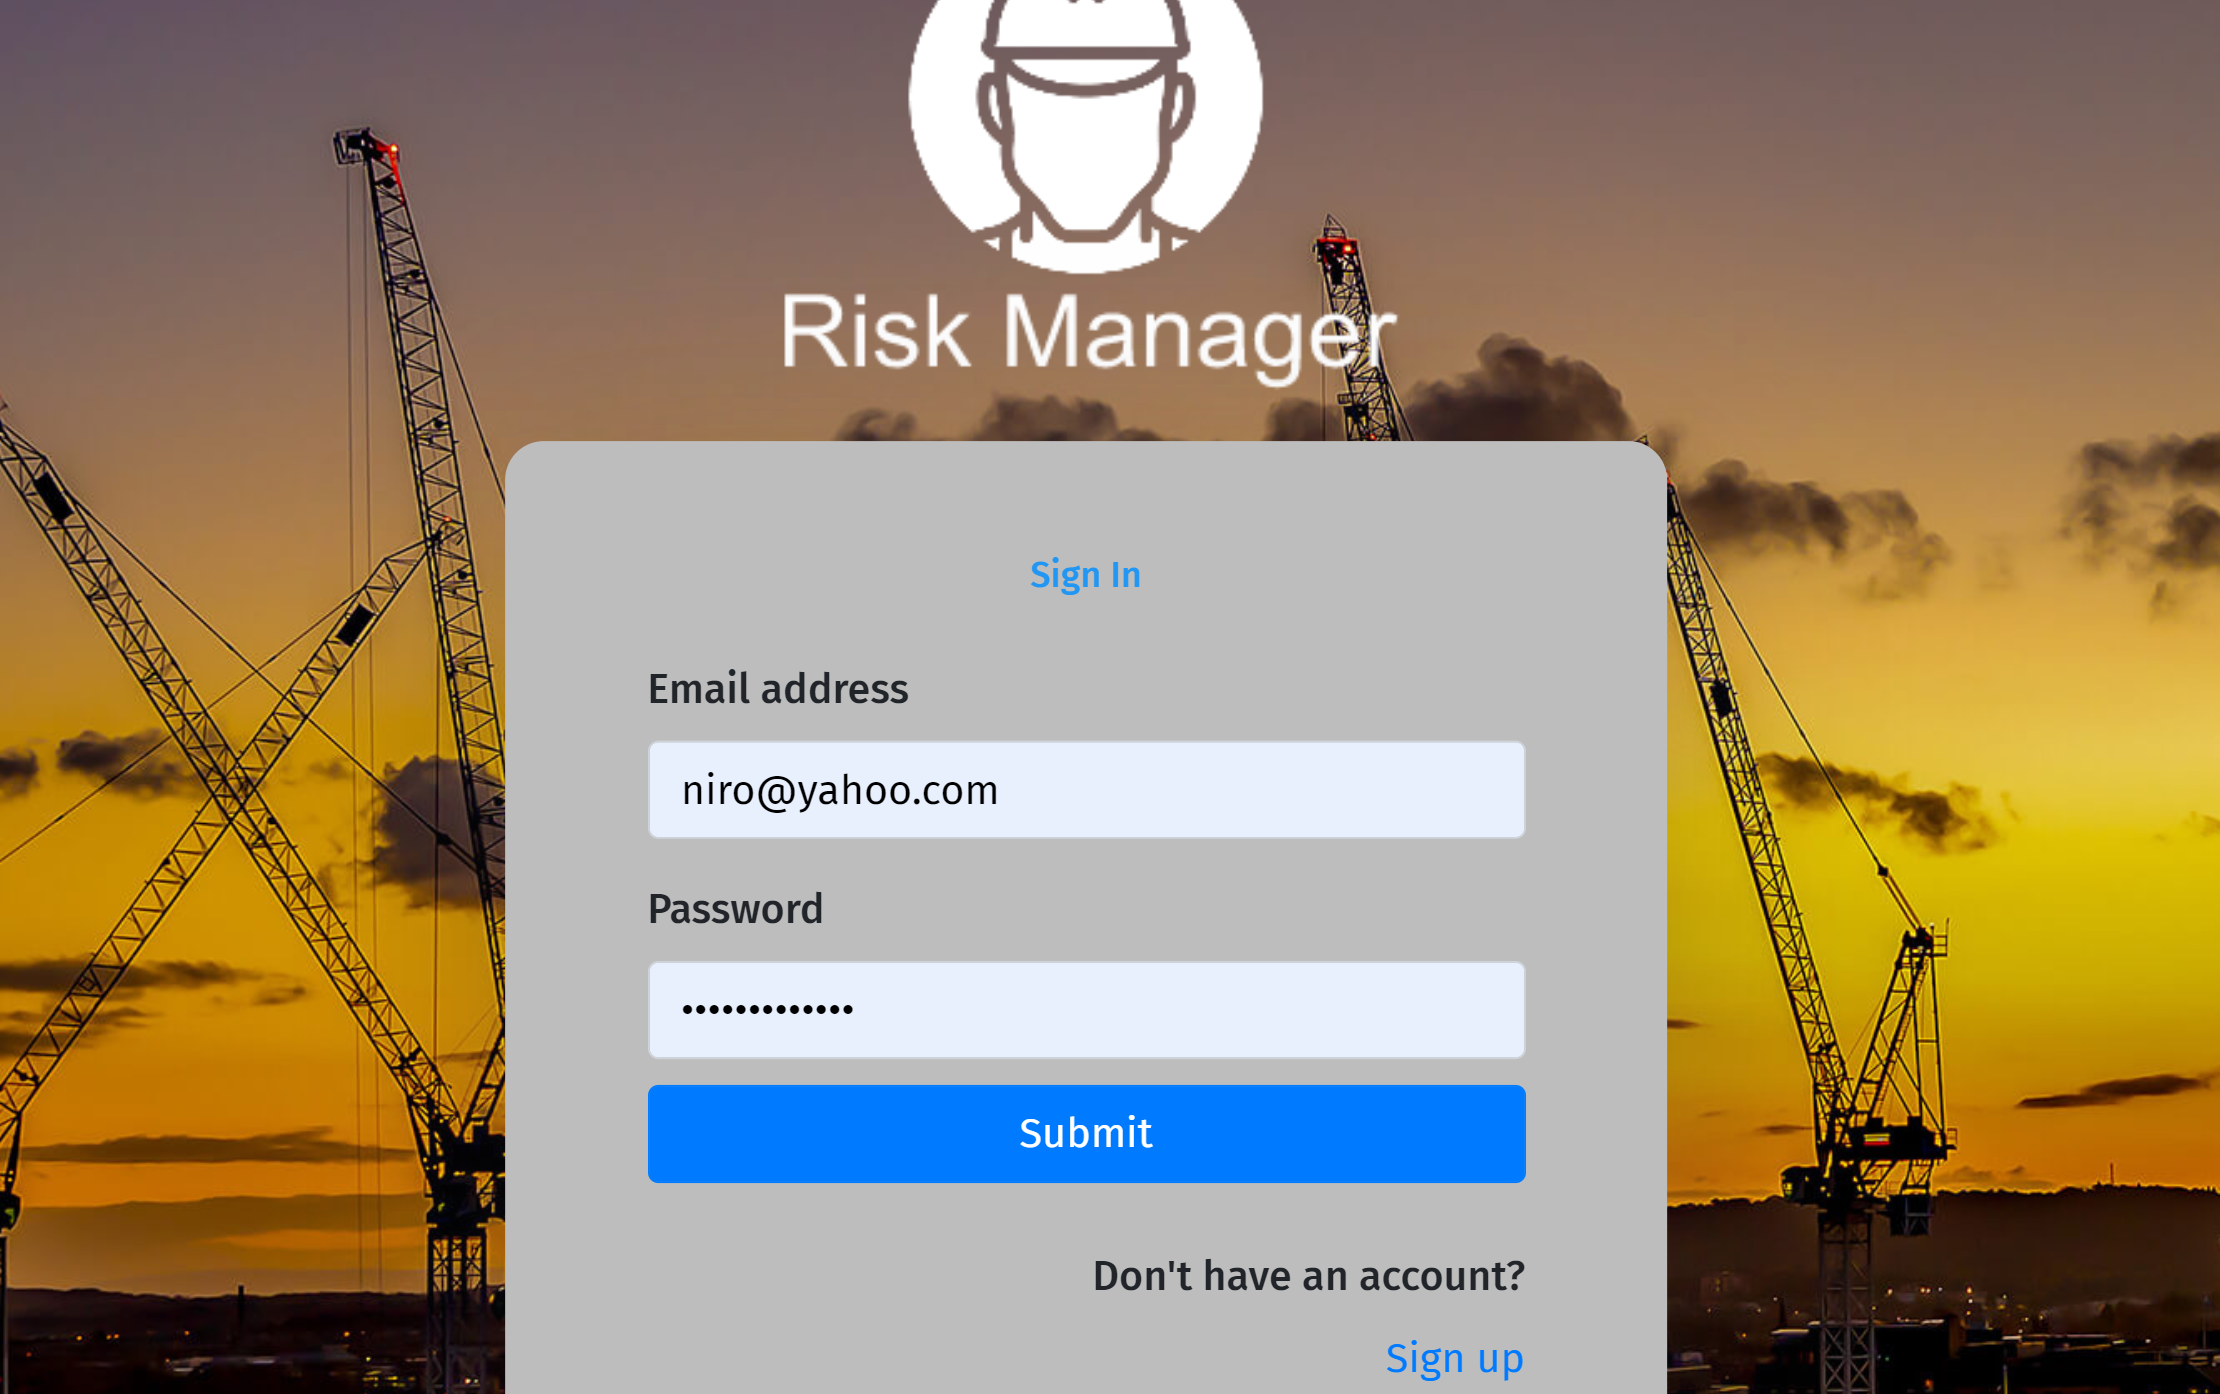 Risk Manager
Sign In
Email address
niro@yahoo.com
Password
•••••••••••••
Submit
Don't have an account?
Sign up